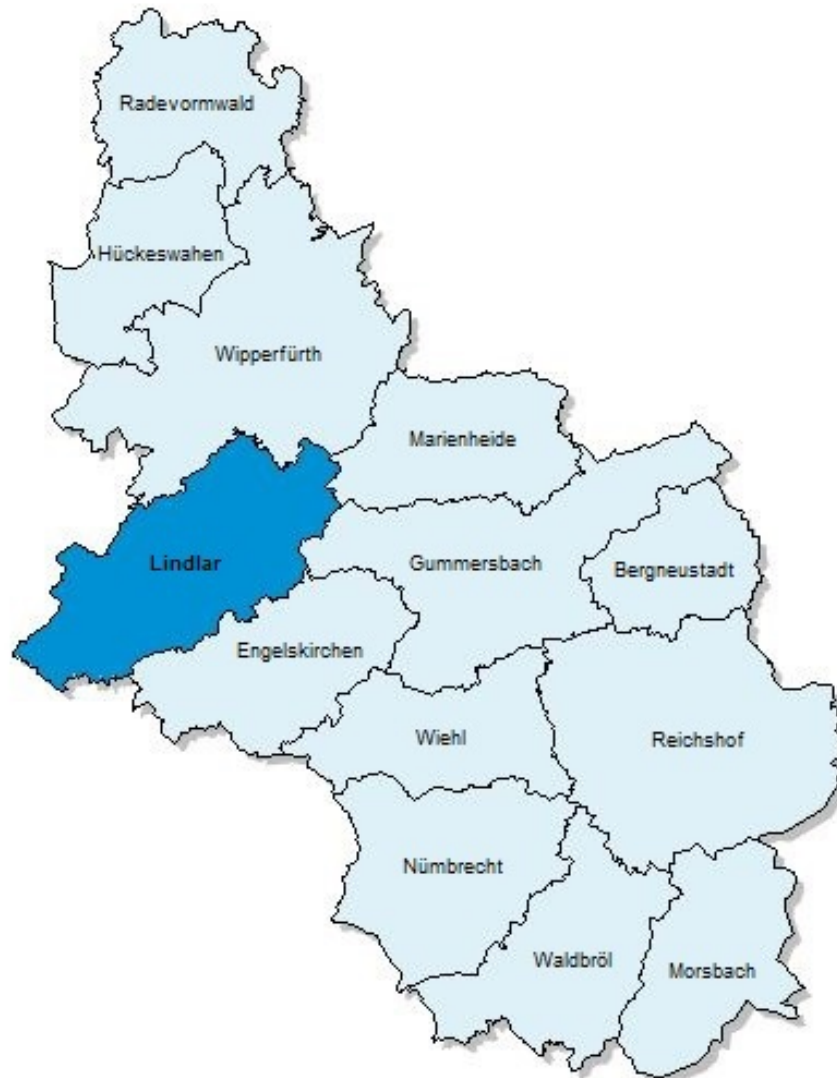 Radevormwald
Hückeswahen
Wipperfürth
Marienheide
Lindlar
Gummersbach
Bergneustadt
Engelskirchen
Wiehl
Reichshof
Nümbrecht
Waldbröl
Morsbach